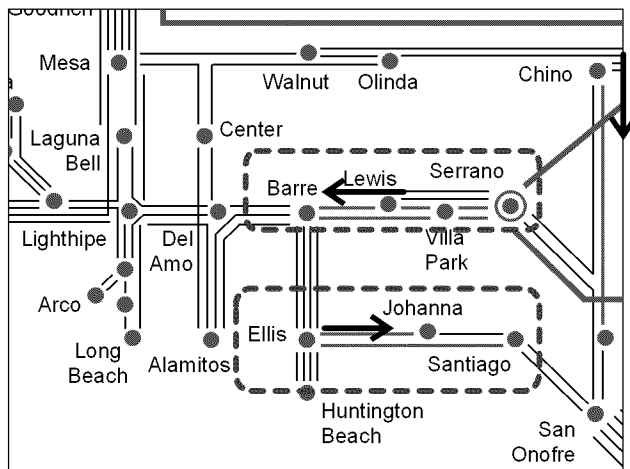 Goodrich
Mesa
Walnut
Olinda
Chino
a
Laguna
Bell
Center
Barre
Lewis
Serrano
Lighthipe
Del
Amo
Villa
Park
Arco
Long
Beach
Alamitos
Ellis
Johanna
Santiago
Huntington
Beach
San
Onofre